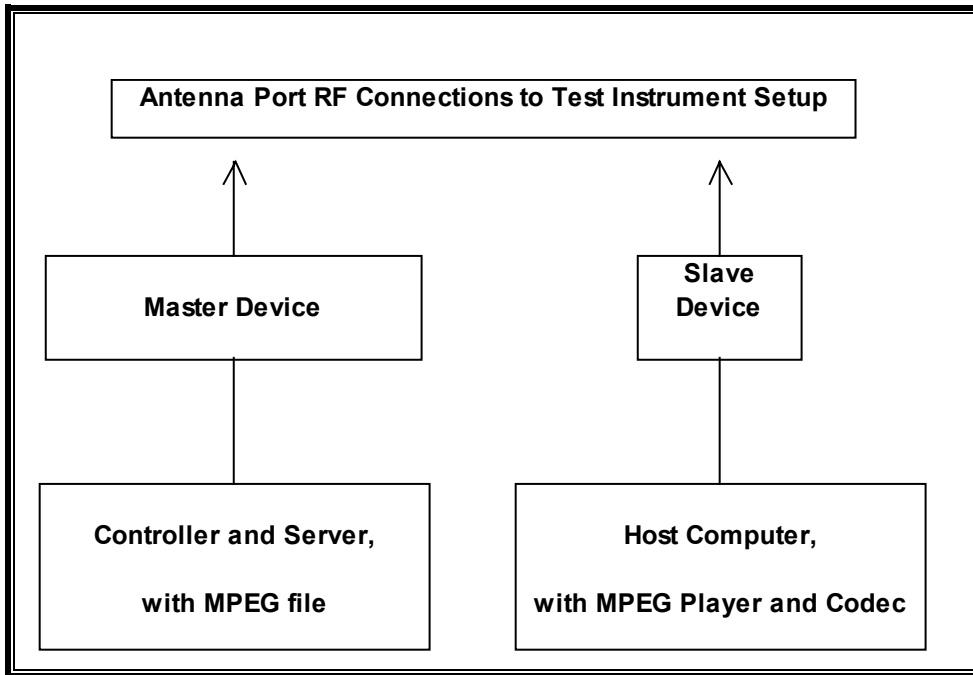 Antenna Port RF Connections to Test Instrument Setup
Master Device
Slave
Device
Controller and Server,
with MPEG file
Host Computer,
with MPEG Player and Codec